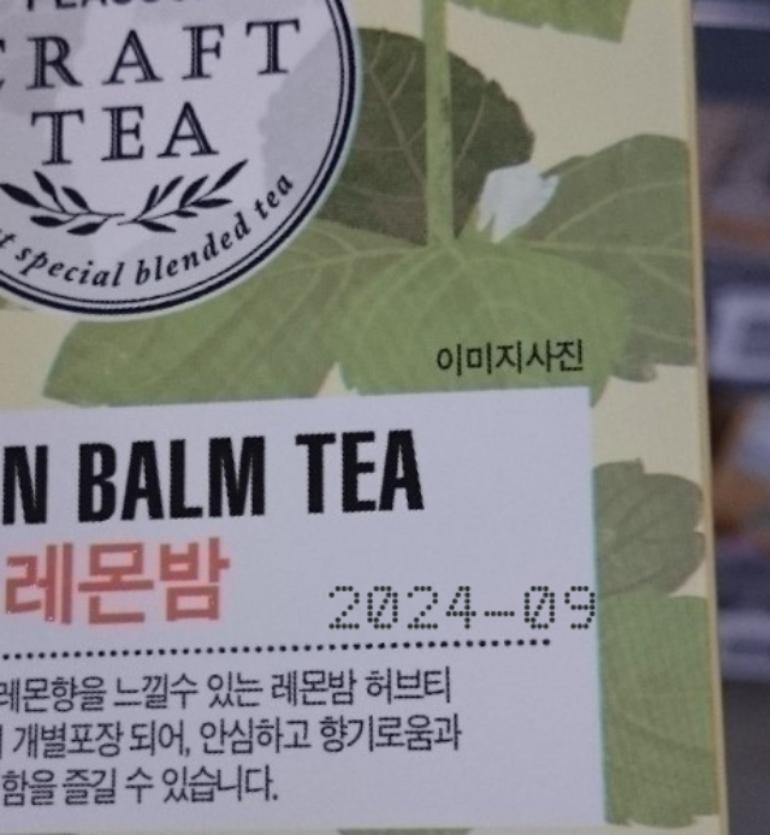 CRAFT
TEA
special blended tea
이미지사진
BALM TEA
레몬밤
2024-09
레몬향을 느낄수 있는 레몬밤 허브티
개별포장 되어, 안심하고 향기로움과
함을 즐길 수 있습니다.